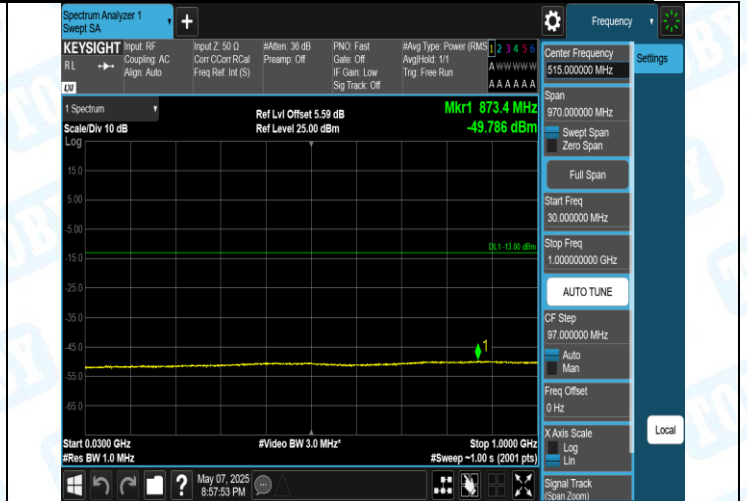 Spectrum Analyzer 1
Swept SA
+
Frequency
KEYSIGHT
RL
LXI
Input: RF
Coupling: AC
Align: Auto
Input Z: 50 Ω
Corr CCorr RCal
Freq Ref: Int (S)
#Atten: 36 dB
Preamp: Off
PNO: Fast
Gate: Off
IF Gain: Low
Sig Track: Off
#Avg Type: Power (RMS
Avg|Hold: 1/1
Trig: Free Run
1 2 3 4 5 6
A W W W W W
A A A A A A
1 Spectrum
Scale/Div 10 dB
Log
Ref Lvl Offset 5.59 dB
Ref Level 25.00 dBm
Mkr1 873.4 MHz
-49.786 dBm
15.0
5.00
-5.00
-15.0
-25.0
-35.0
-45.0
-55.0
-65.0
DL1 -13.00 dBm
1
Start 0.0300 GHz
#Res BW 1.0 MHz
#Video BW 3.0 MHz*
Stop 1.0000 GHz
#Sweep ~1.00 s (2001 pts)
?
May 07, 2025
8:57:53 PM
Center Frequency
515.000000 MHz
Settings
Span
970.000000 MHz
Swept Span
Zero Span
Full Span
Start Freq
30.000000 MHz
Stop Freq
1.000000000 GHz
AUTO TUNE
CF Step
97.000000 MHz
Auto
Man
Freq Offset
0 Hz
X Axis Scale
Log
Lin
Local
Signal Track
(Span Zoom)